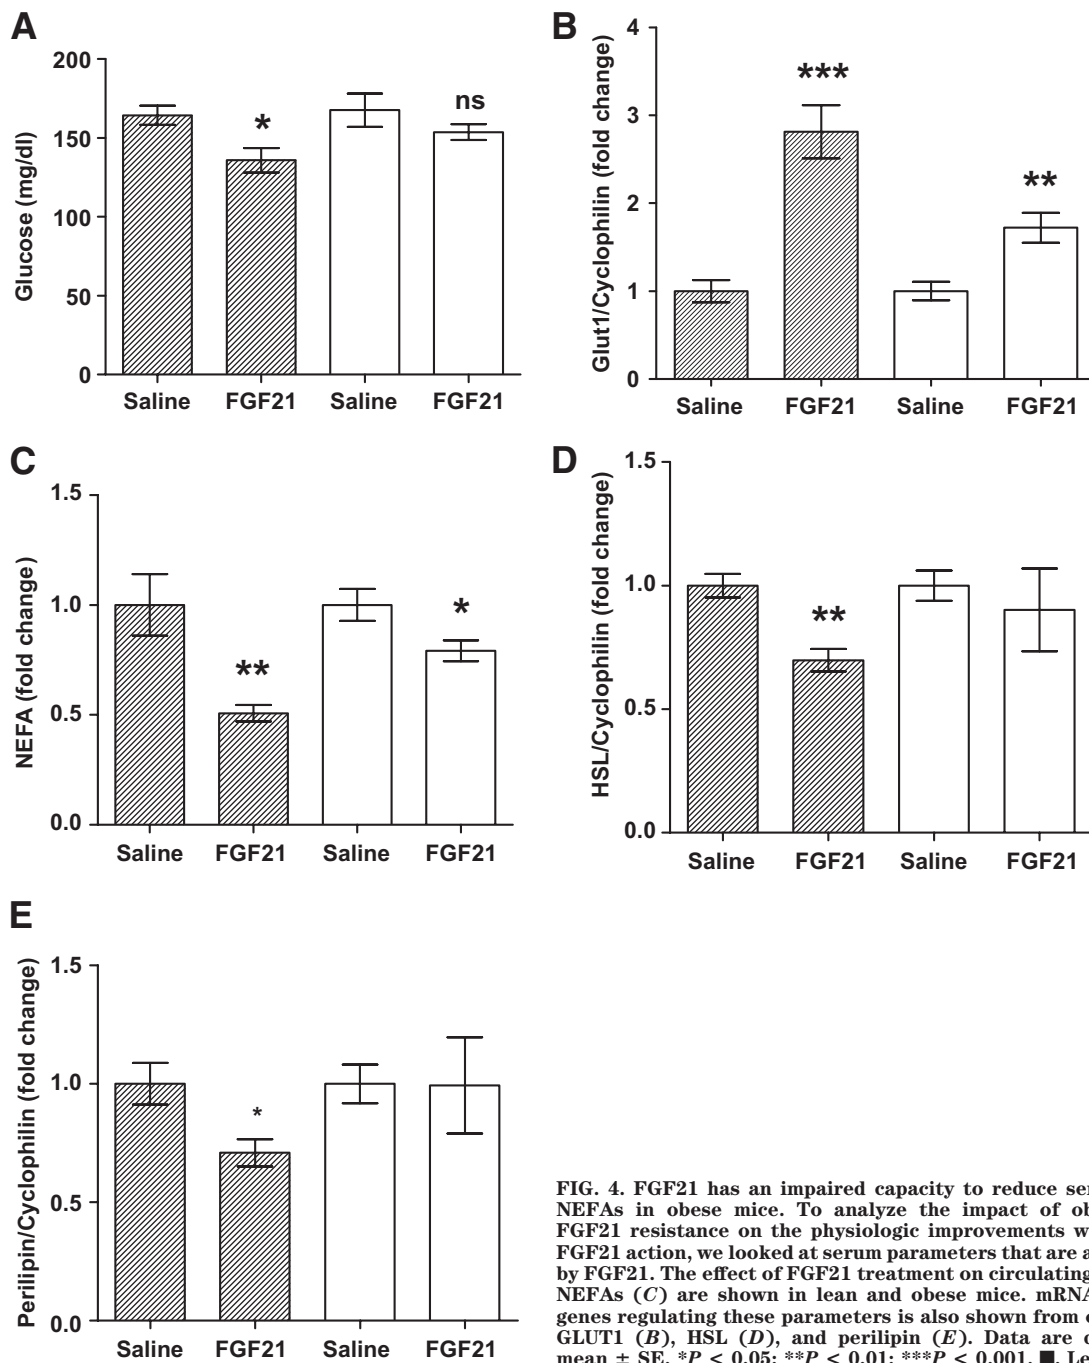 A
200
150
100
50
0
Glucose (mg/dl)
*
ns
Saline FGF21 Saline FGF21
B
4
3
2
1
0
Glut1/Cyclophilin (fold change)
***
**
Saline FGF21 Saline FGF21
C
1.5
1.0
0.5
0.0
NEFA (fold change)
**
*
Saline FGF21 Saline FGF21
D
1.5
1.0
0.5
0.0
HSL/Cyclophilin (fold change)
**
Saline FGF21 Saline FGF21
E
1.5
1.0
0.5
0.0
Perilipin/Cyclophilin (fold change)
*
Saline FGF21 Saline FGF21
FIG. 4. FGF21 has an impaired capacity to reduce
NEFAs in obese mice. To analyze the impact of
FGF21 resistance on the physiologic improvements
FGF21 action, we looked at serum parameters that are
by FGF21. The effect of FGF21 treatment on circulating
NEFAs (C) are shown in lean and obese mice. mRNA
genes regulating these parameters is also shown from
GLUT1 (B), HSL (D), and perilipin (E). Data are
mean ± SE. *P < 0.05; **P < 0.01; ***P < 0.001. ■,